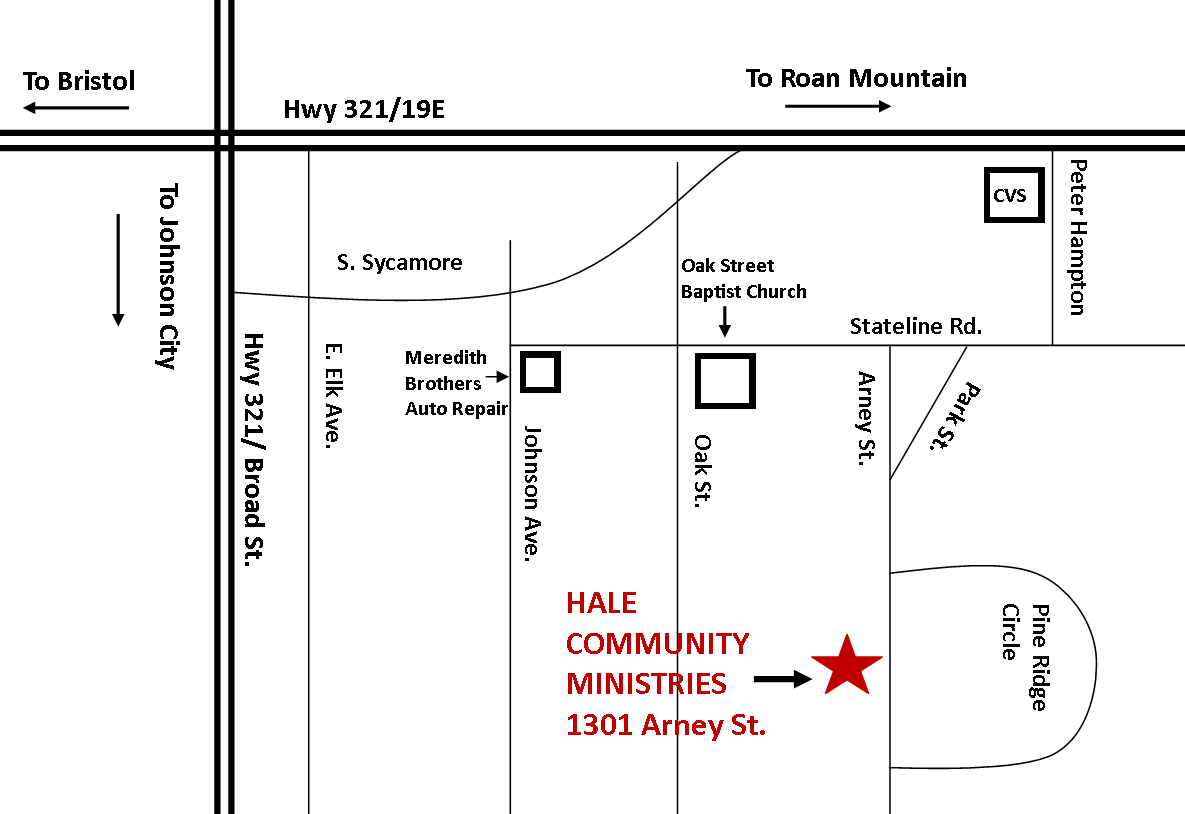 To Bristol
To Roan Mountain
Hwy 321/19E
To Johnson City
CVS
Peter Hampton
S. Sycamore
Oak Street
Baptist Church
Stateline Rd.
Hwy 321/ Broad St.
E. Elk Ave.
Meredith
Brothers
Auto Repair
Johnson Ave.
Oak St.
Arney St.
Park St.
HALE
COMMUNITY
MINISTRIES
1301 Arney St.
Pine Ridge
Circle